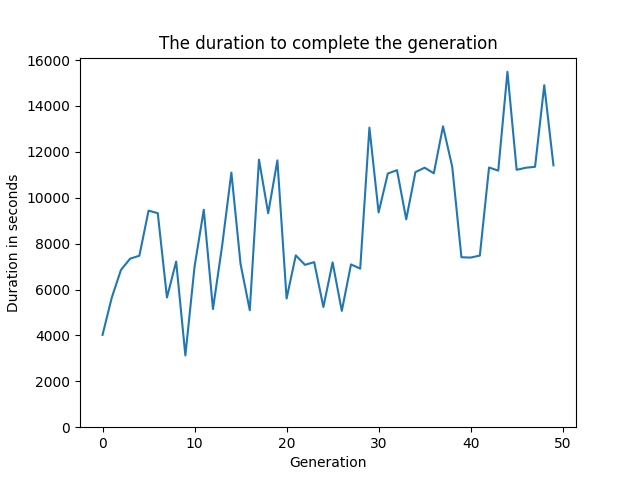 The duration to complete the generation
Duration in seconds
16000
14000
12000
10000
8000
6000
4000
2000
0
0 10 20 30 40 50
Generation